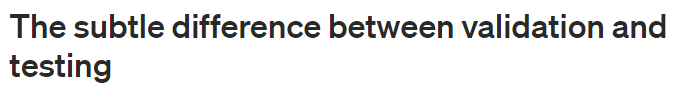 The subtle difference between validation and
testing